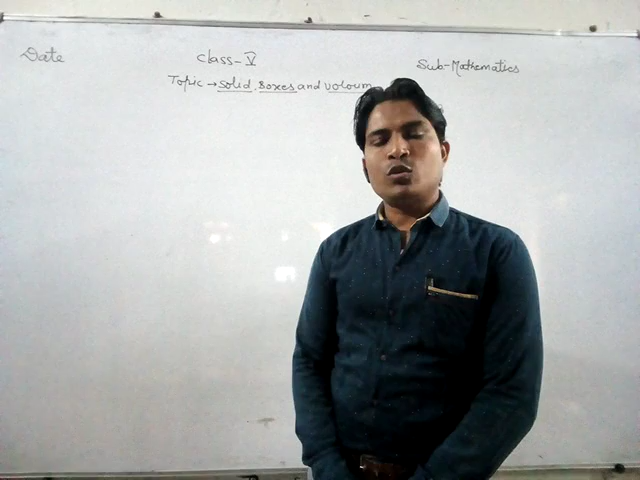 Date Class-V Sub-Mathematics
Topic → Solid, Boxes and Voloum